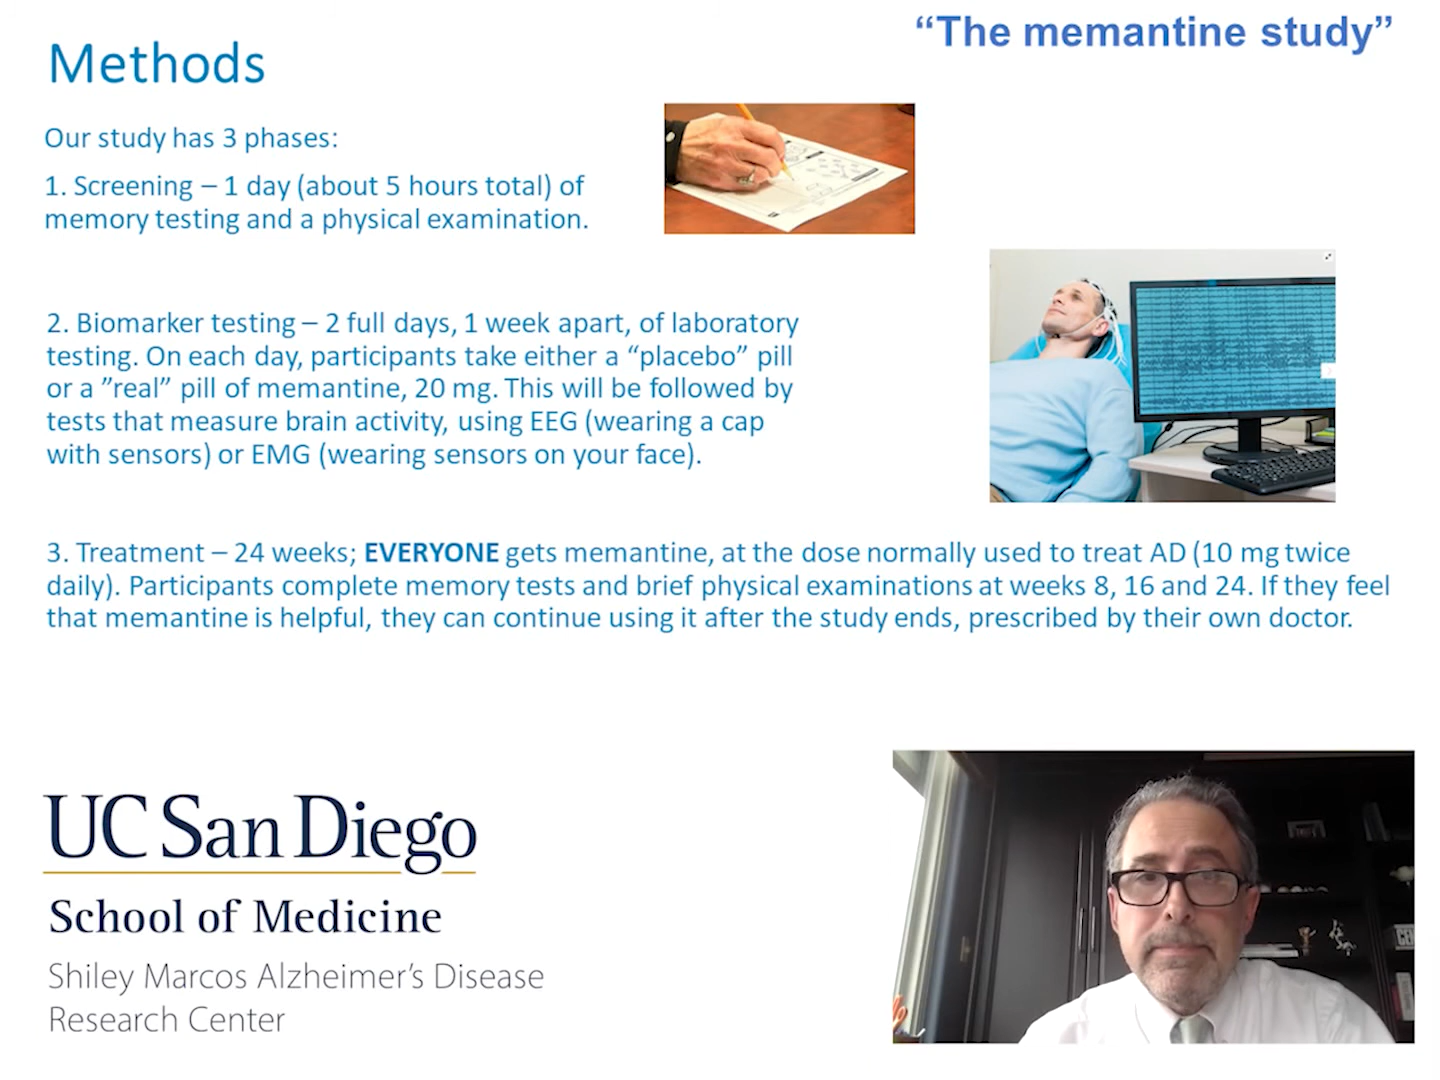 “The memantine study”
Methods
Our study has 3 phases:
1. Screening – 1 day (about 5 hours total) of
memory testing and a physical examination.
2. Biomarker testing – 2 full days, 1 week apart, of laboratory
testing. On each day, participants take either a “placebo” pill
or a ”real” pill of memantine, 20 mg. This will be followed by
tests that measure brain activity, using EEG (wearing a cap
with sensors) or EMG (wearing sensors on your face).
3. Treatment – 24 weeks; EVERYONE gets memantine, at the dose normally used to treat AD (10 mg twice
daily). Participants complete memory tests and brief physical examinations at weeks 8, 16 and 24. If they feel
that memantine is helpful, they can continue using it after the study ends, prescribed by their own doctor.
UC San Diego
School of Medicine
Shiley Marcos Alzheimer’s Disease
Research Center